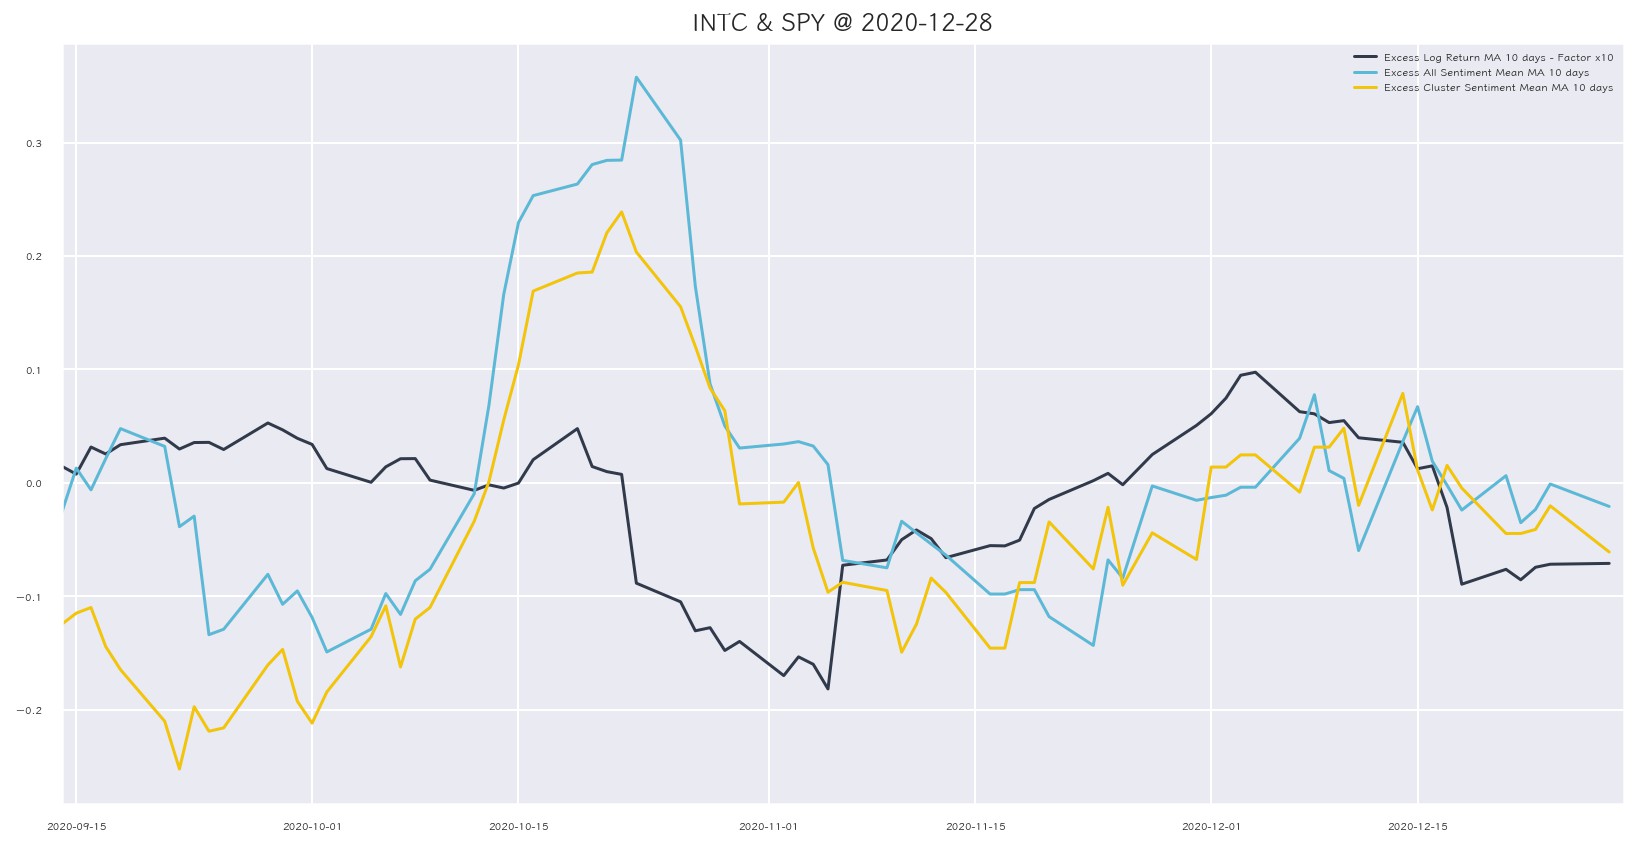 INTC & SPY @ 2020-12-28
Excess Log Return MA 10 days - Factor x10
Excess All Sentiment Mean MA 10 days
Excess Cluster Sentiment Mean MA 10 days
0.3
0.2
0.1
0.0
−0.1
−0.2
2020-09-15 2020-10-01 2020-10-15 2020-11-01 2020-11-15 2020-12-01 2020-12-15